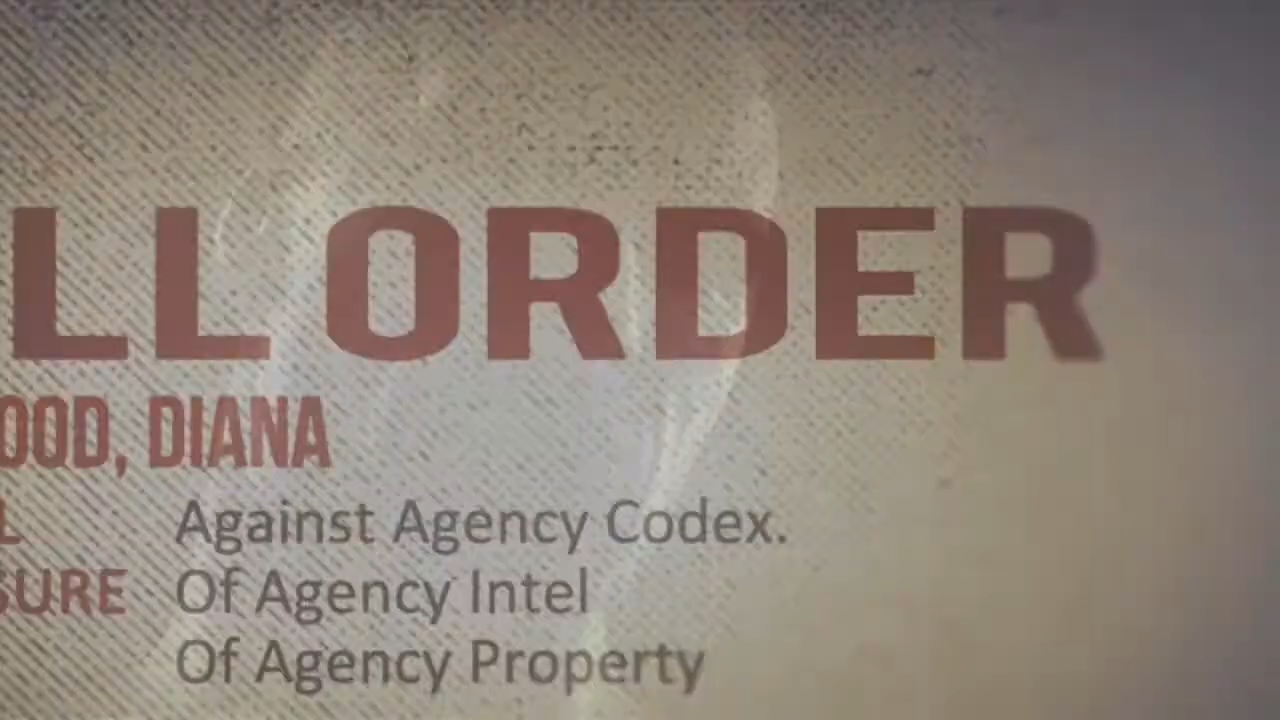 LL ORDER
OOD, DIANA
L Against Agency Codex.
SURE Of Agency Intel
Of Agency Property